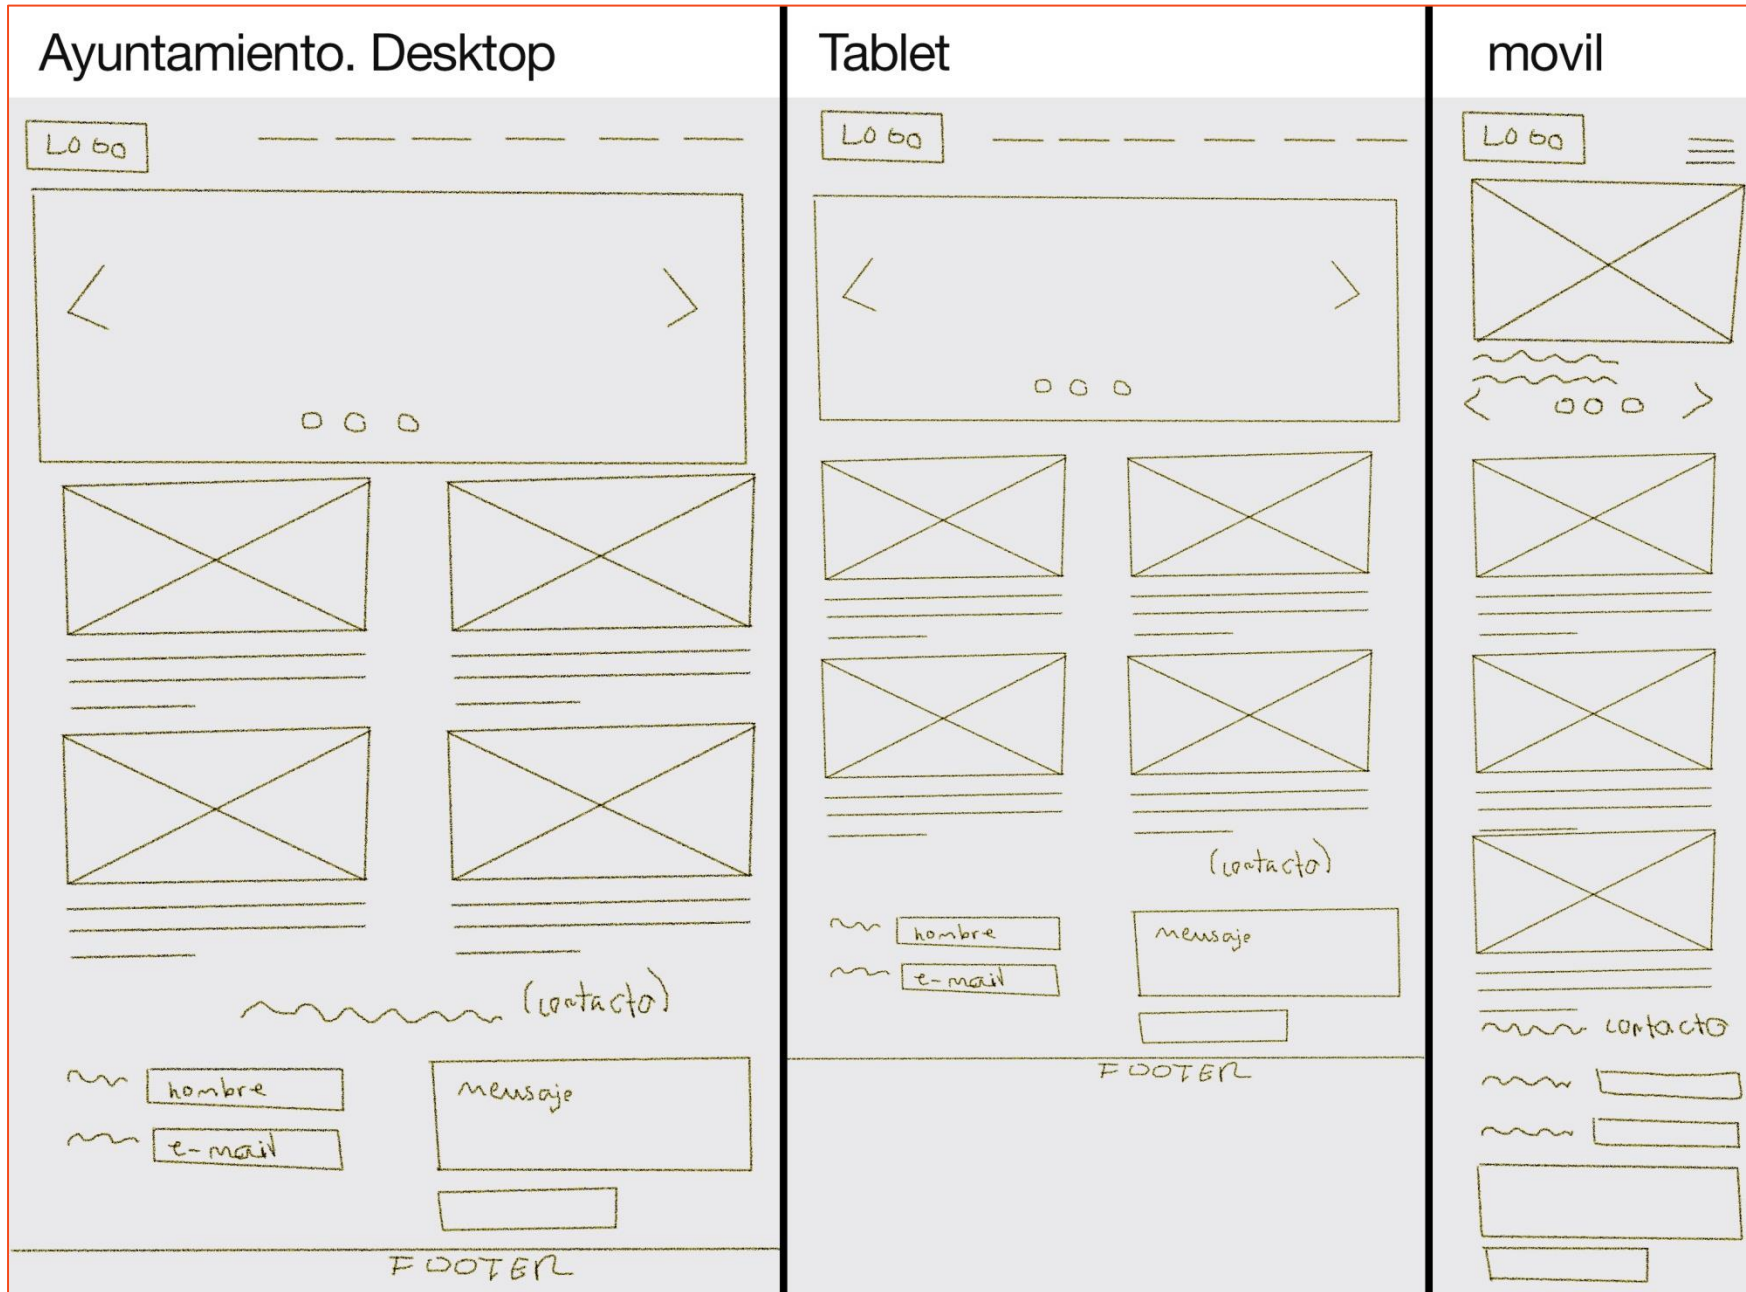 Ayuntamiento. Desktop
LOGO
(contacto)
nombre
mensaje
e-mail
FOOTER
Tablet
LOGO
(contacto)
nombre
mensaje
e-mail
FOOTER
movil
LOGO
contacto